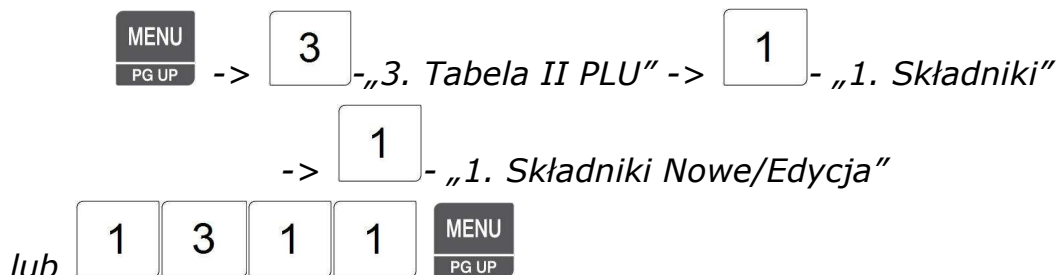 MENU PG UP -> 3 -„3. Tabela II PLU” -> 1 - „1. Składniki”
-> 1 - „1. Składniki Nowe/Edycja”
lub 1 3 1 1 MENU PG UP